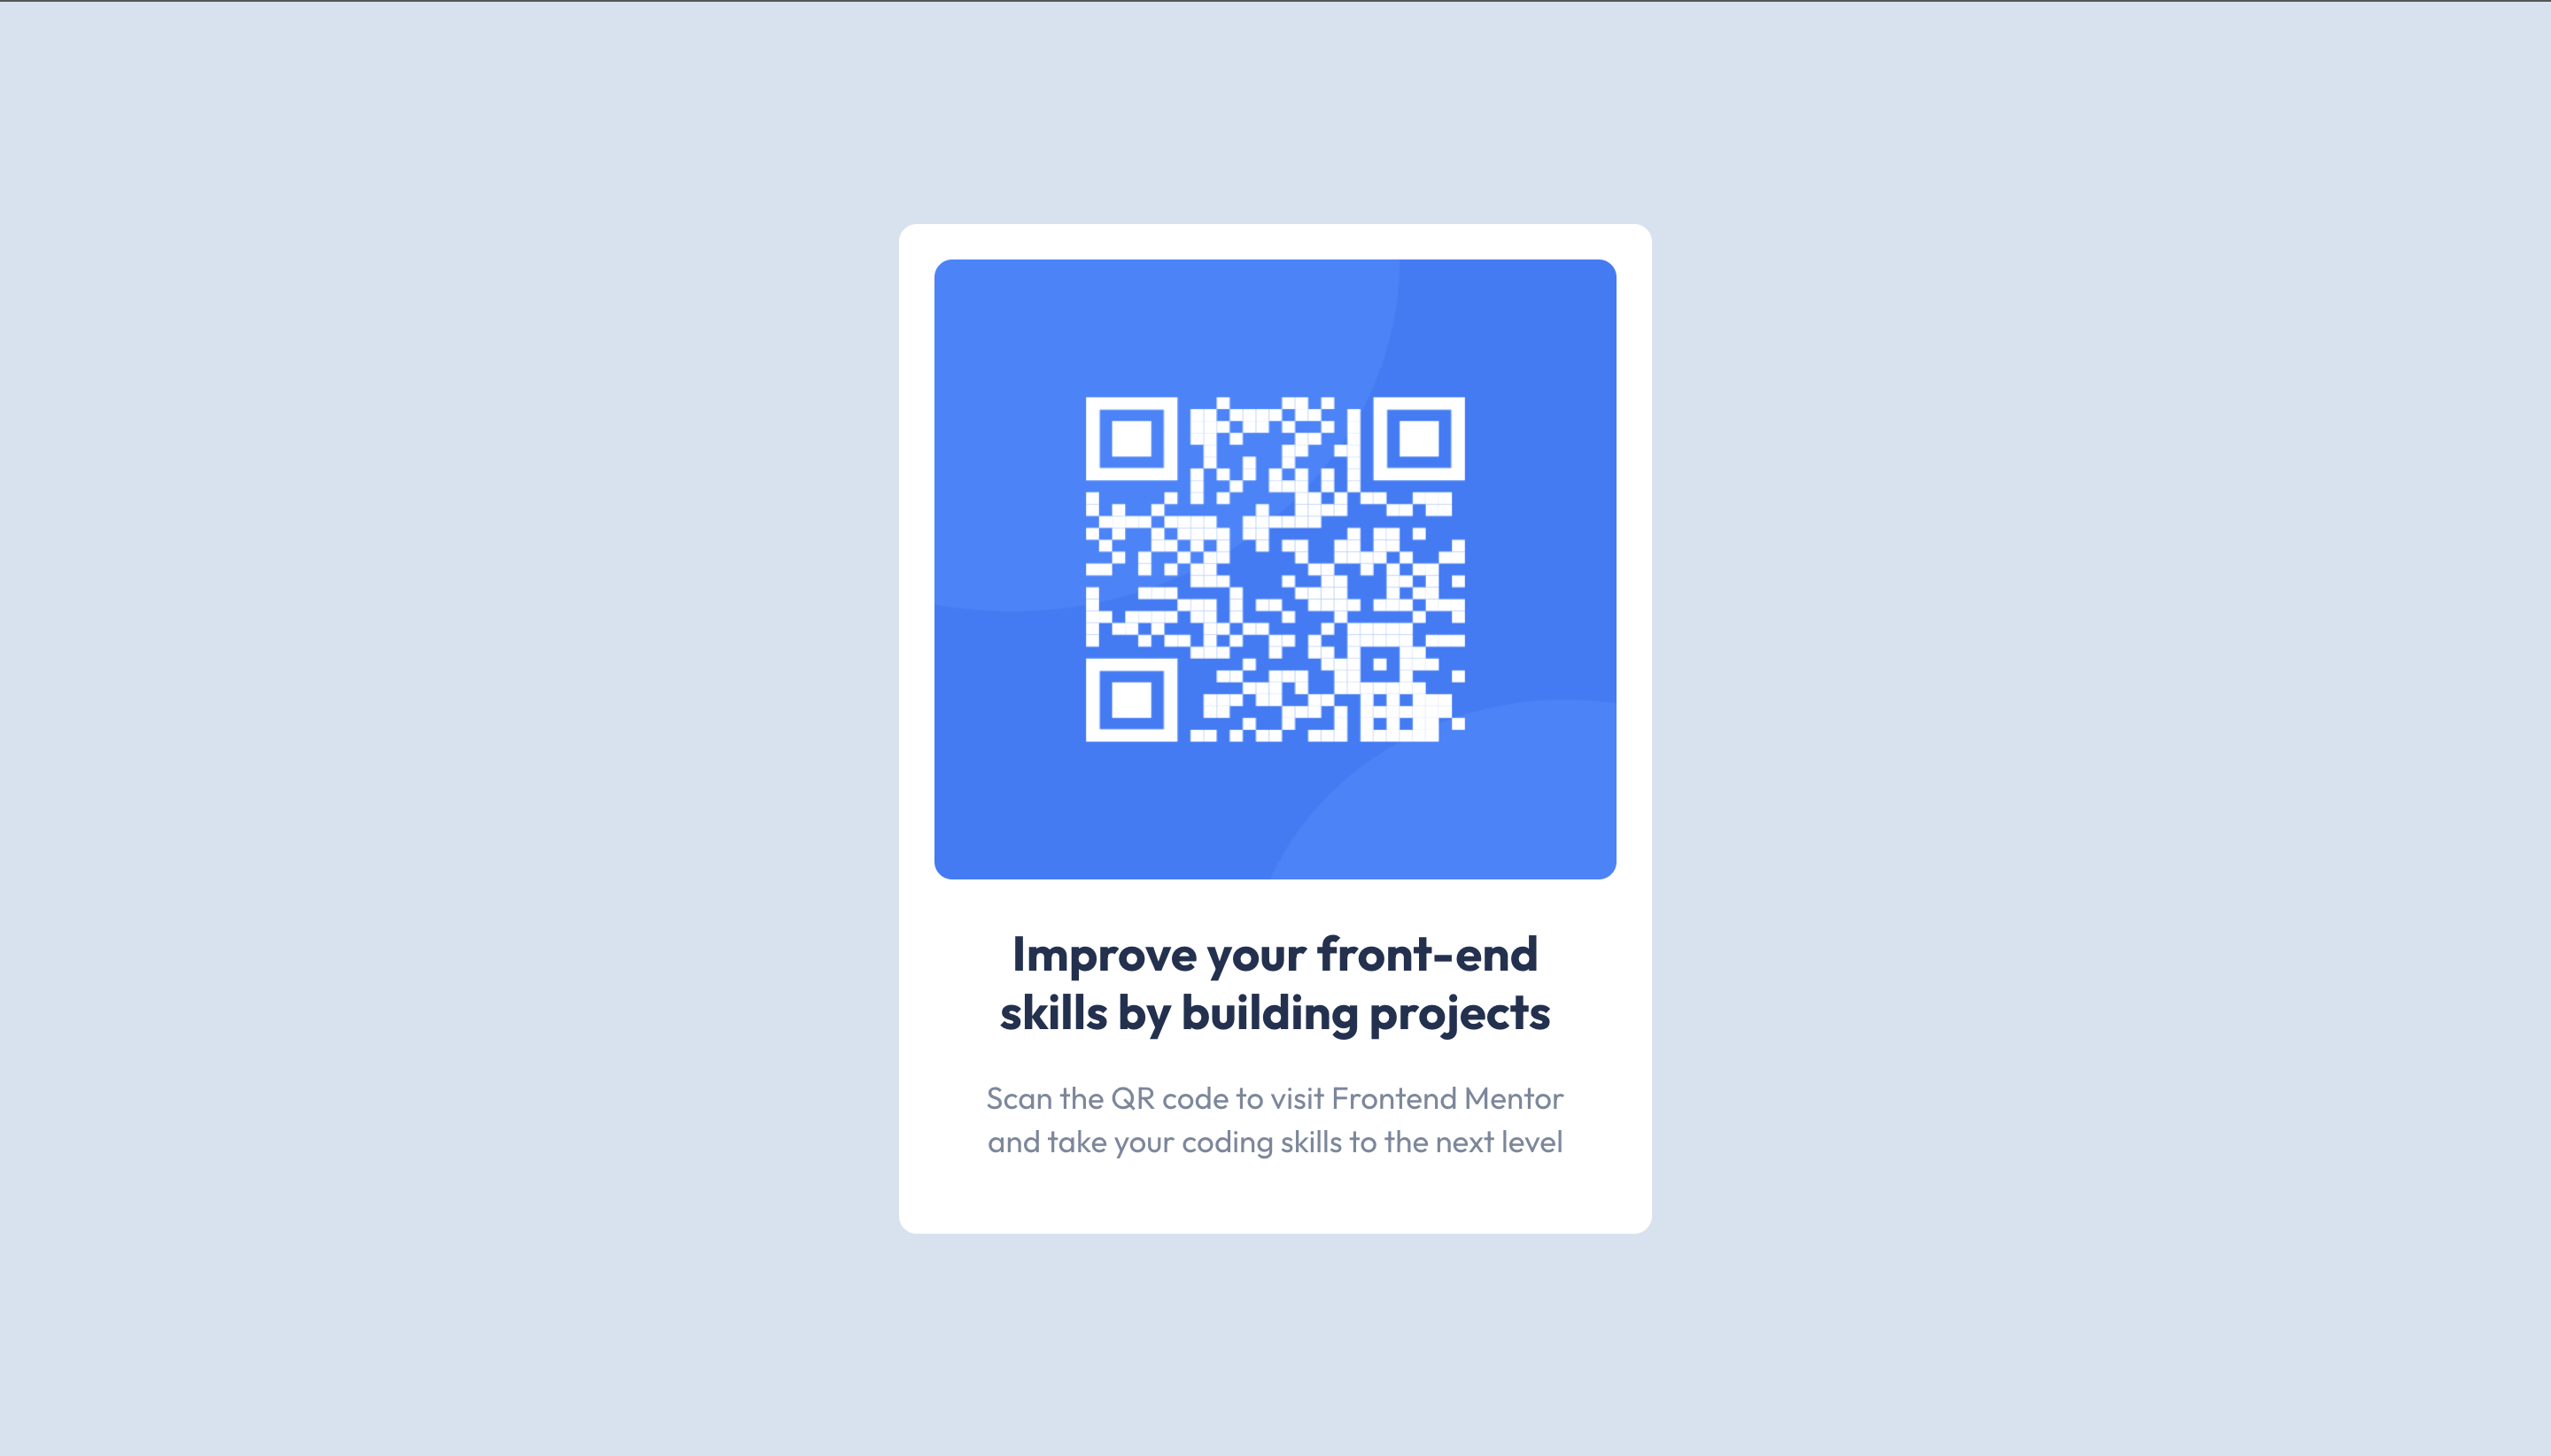 Improve your front-end
skills by building projects
Scan the QR code to visit Frontend Mentor
and take your coding skills to the next level